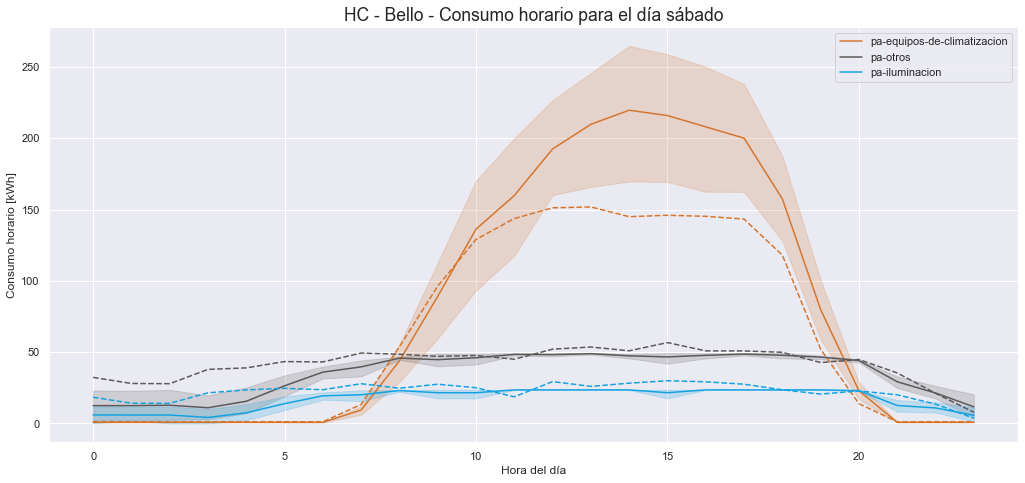 HC - Bello - Consumo horario para el día sábado
pa-equipos-de-climatizacion
pa-otros
pa-iluminacion
Consumo horario [kWh]
250
200
150
100
50
0
0 5 10 15 20
Hora del día